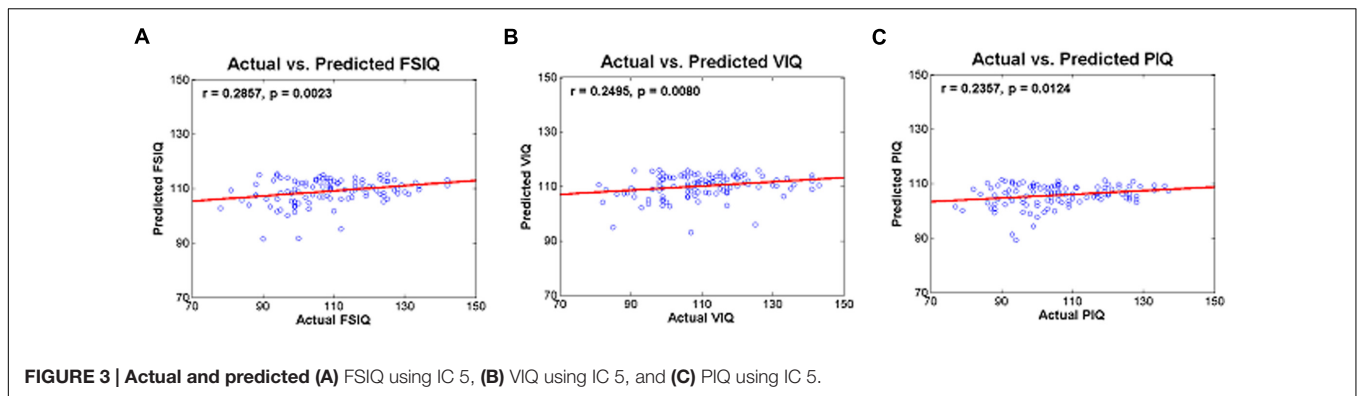 A
Actual vs. Predicted FSIQ
r = 0.2857, p = 0.0023
150
130
110
90
70
Predicted FSIQ
70 90 110 130 150
Actual FSIQ
B
Actual vs. Predicted VIQ
r = 0.2495, p = 0.0080
150
130
110
90
70
Predicted VIQ
70 90 110 130 150
Actual VIQ
C
Actual vs. Predicted PIQ
r = 0.2357, p = 0.0124
150
130
110
90
70
Predicted PIQ
70 90 110 130 150
Actual PIQ
FIGURE 3 | Actual and predicted (A) FSIQ using IC 5, (B) VIQ using IC 5, and (C) PIQ using IC 5.